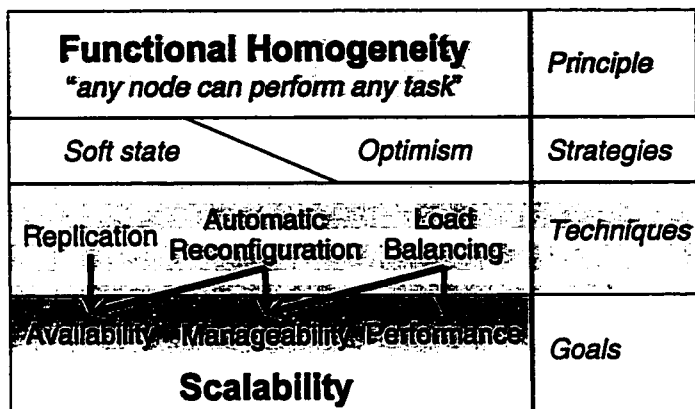 Functional Homogeneity
"any node can perform any task"
Principle
Soft state
Optimism
Strategies
Replication
Automatic
Reconfiguration
Load
Balancing
Techniques
Availability
Manageability
Performance
Goals
Scalability